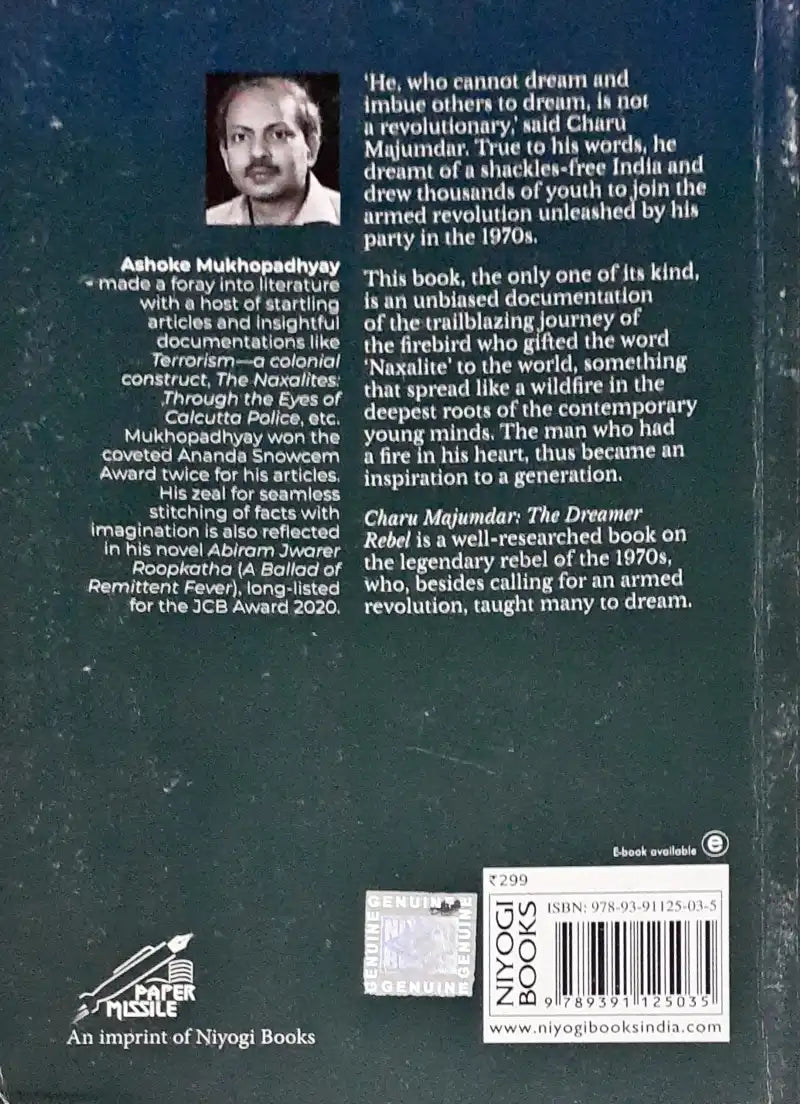 'He, who cannot dream and
imbue others to dream, is not
a revolutionary,' said Charu
Majumdar. True to his words, he
dreamt of a shackles-free India and
drew thousands of youth to join the
armed revolution unleashed by his
party in the 1970s.
This book, the only one of its kind,
is an unbiased documentation
of the trailblazing journey of
the firebird who gifted the word
'Naxalite' to the world, something
that spread like a wildfire in the
deepest roots of the contemporary
young minds. The man who had
a fire in his heart, thus became an
inspiration to a generation.
Charu Majumdar: The Dreamer
Rebel is a well-researched book on
the legendary rebel of the 1970s,
who, besides calling for an armed
revolution, taught many to dream.
Ashoke Mukhopadhyay
made a foray into literature
with a host of startling
articles and insightful
documentations like
Terrorism—a colonial
construct, The Naxalites:
Through the Eyes of
Calcutta Police, etc.
Mukhopadhyay won the
coveted Ananda Snowcem
Award twice for his articles.
His zeal for seamless
stitching of facts with
imagination is also reflected
in his novel Abiram Jwarer
Roopkatha (A Ballad of
Remittent Fever), long-listed
for the JCB Award 2020.
E-book available e
₹299
NIYOGI
BOOKS
ISBN: 978-93-91125-03-5
9 789391 125035
www.niyogibooksindia.com
GENUINE
GENUINE
GENUINE
GENUINE
PAPER
MISSILE
An imprint of Niyogi Books